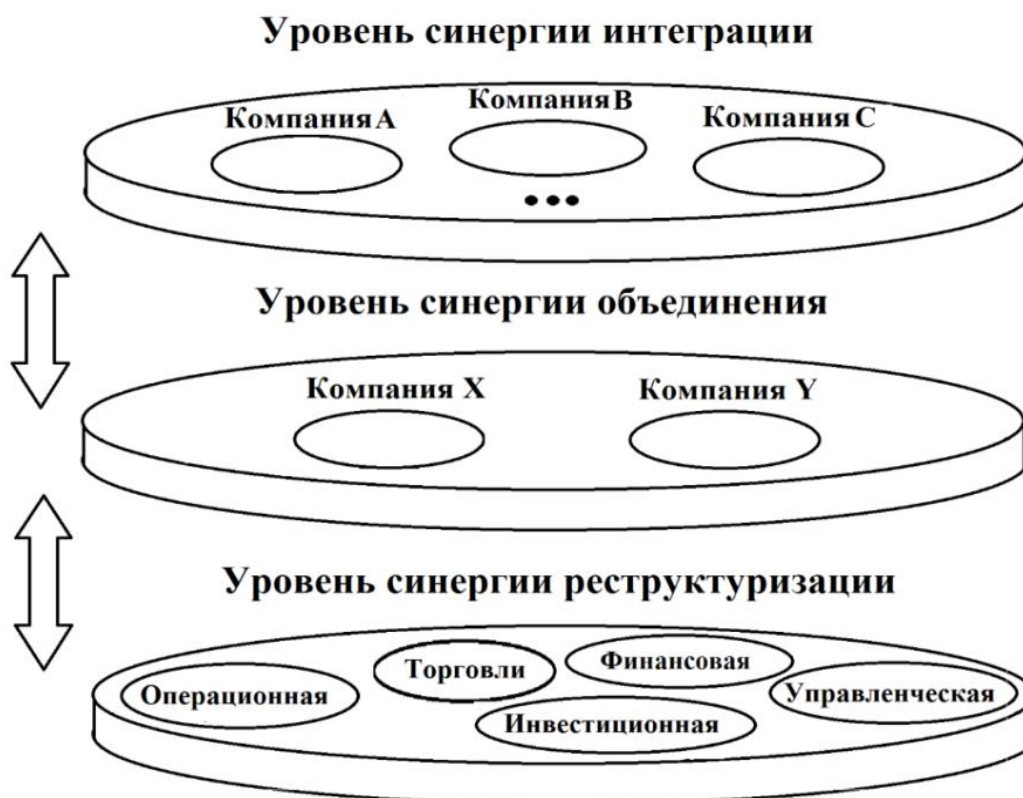 Уровень синергии интеграции
Компания A
Компания B
Компания C
...
Уровень синергии объединения
Компания X
Компания Y
Уровень синергии реструктуризации
Операционная
Торговли
Финансовая
Управленческая
Инвестиционная